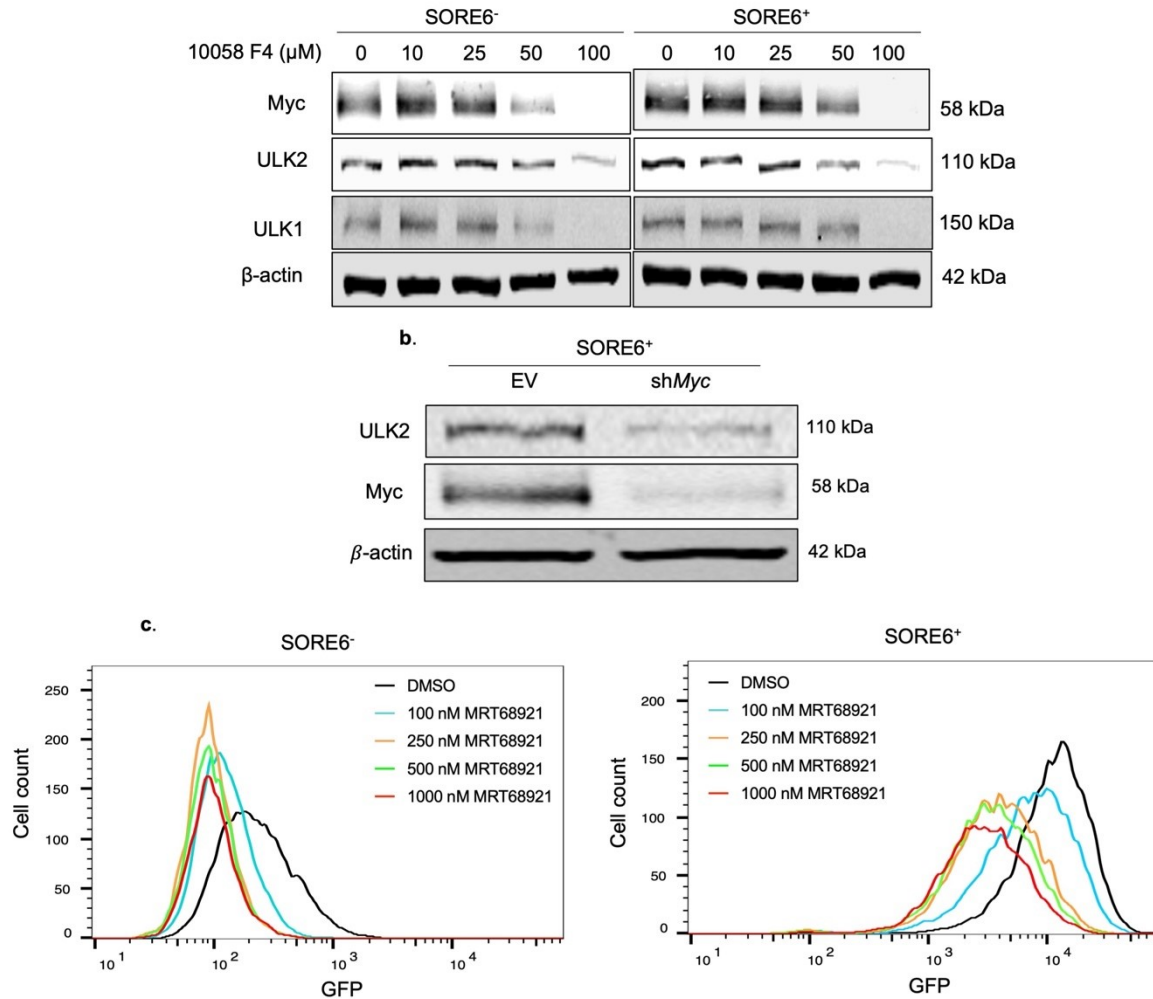 SORE6⁻ SORE6⁺
10058 F4 (µM) 0 10 25 50 100 0 10 25 50 100
Myc 58 kDa
ULK2 110 kDa
ULK1 150 kDa
β-actin 42 kDa
b.
SORE6⁺
EV shMyc
ULK2 110 kDa
Myc 58 kDa
β-actin 42 kDa
c.
SORE6⁻
DMSO
100 nM MRT68921
250 nM MRT68921
500 nM MRT68921
1000 nM MRT68921
Cell count
250
200
150
100
50
0
10¹ 10² 10³ 10⁴
GFP
SORE6⁺
DMSO
100 nM MRT68921
250 nM MRT68921
500 nM MRT68921
1000 nM MRT68921
Cell count
200
150
100
50
0
10¹ 10² 10³ 10⁴
GFP